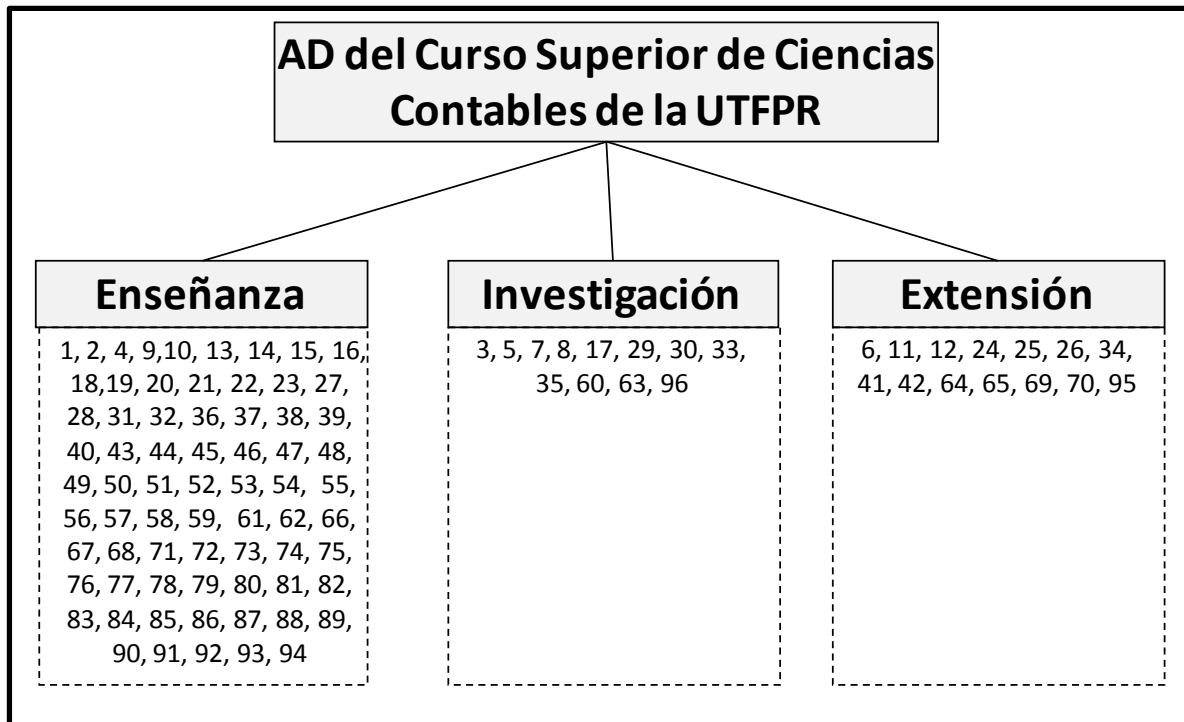 AD del Curso Superior de Ciencias
Contables de la UTFPR
Enseñanza
1, 2, 4, 9,10, 13, 14, 15, 16,
18,19, 20, 21, 22, 23, 27,
28, 31, 32, 36, 37, 38, 39,
40, 43, 44, 45, 46, 47, 48,
49, 50, 51, 52, 53, 54, 55,
56, 57, 58, 59, 61, 62, 66,
67, 68, 71, 72, 73, 74, 75,
76, 77, 78, 79, 80, 81, 82,
83, 84, 85, 86, 87, 88, 89,
90, 91, 92, 93, 94
Investigación
3, 5, 7, 8, 17, 29, 30, 33,
35, 60, 63, 96
Extensión
6, 11, 12, 24, 25, 26, 34,
41, 42, 64, 65, 69, 70, 95